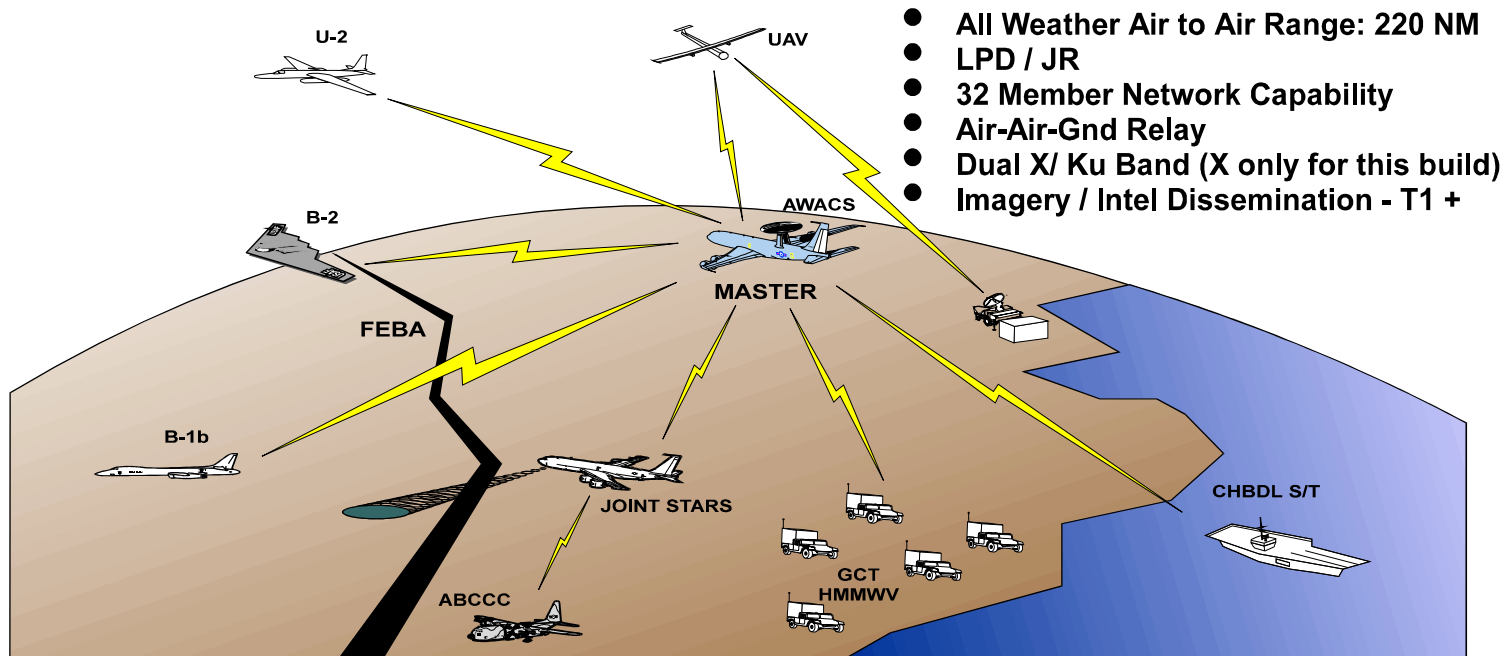 ● All Weather Air to Air Range: 220 NM
● LPD / JR
● 32 Member Network Capability
● Air-Air-Gnd Relay
● Dual X/ Ku Band (X only for this build)
● Imagery / Intel Dissemination - T1 +
U-2
UAV
AWACS
B-2
MASTER
FEBA
B-1b
JOINT STARS
CHBDL S/T
GCT
HMMWV
ABCCC